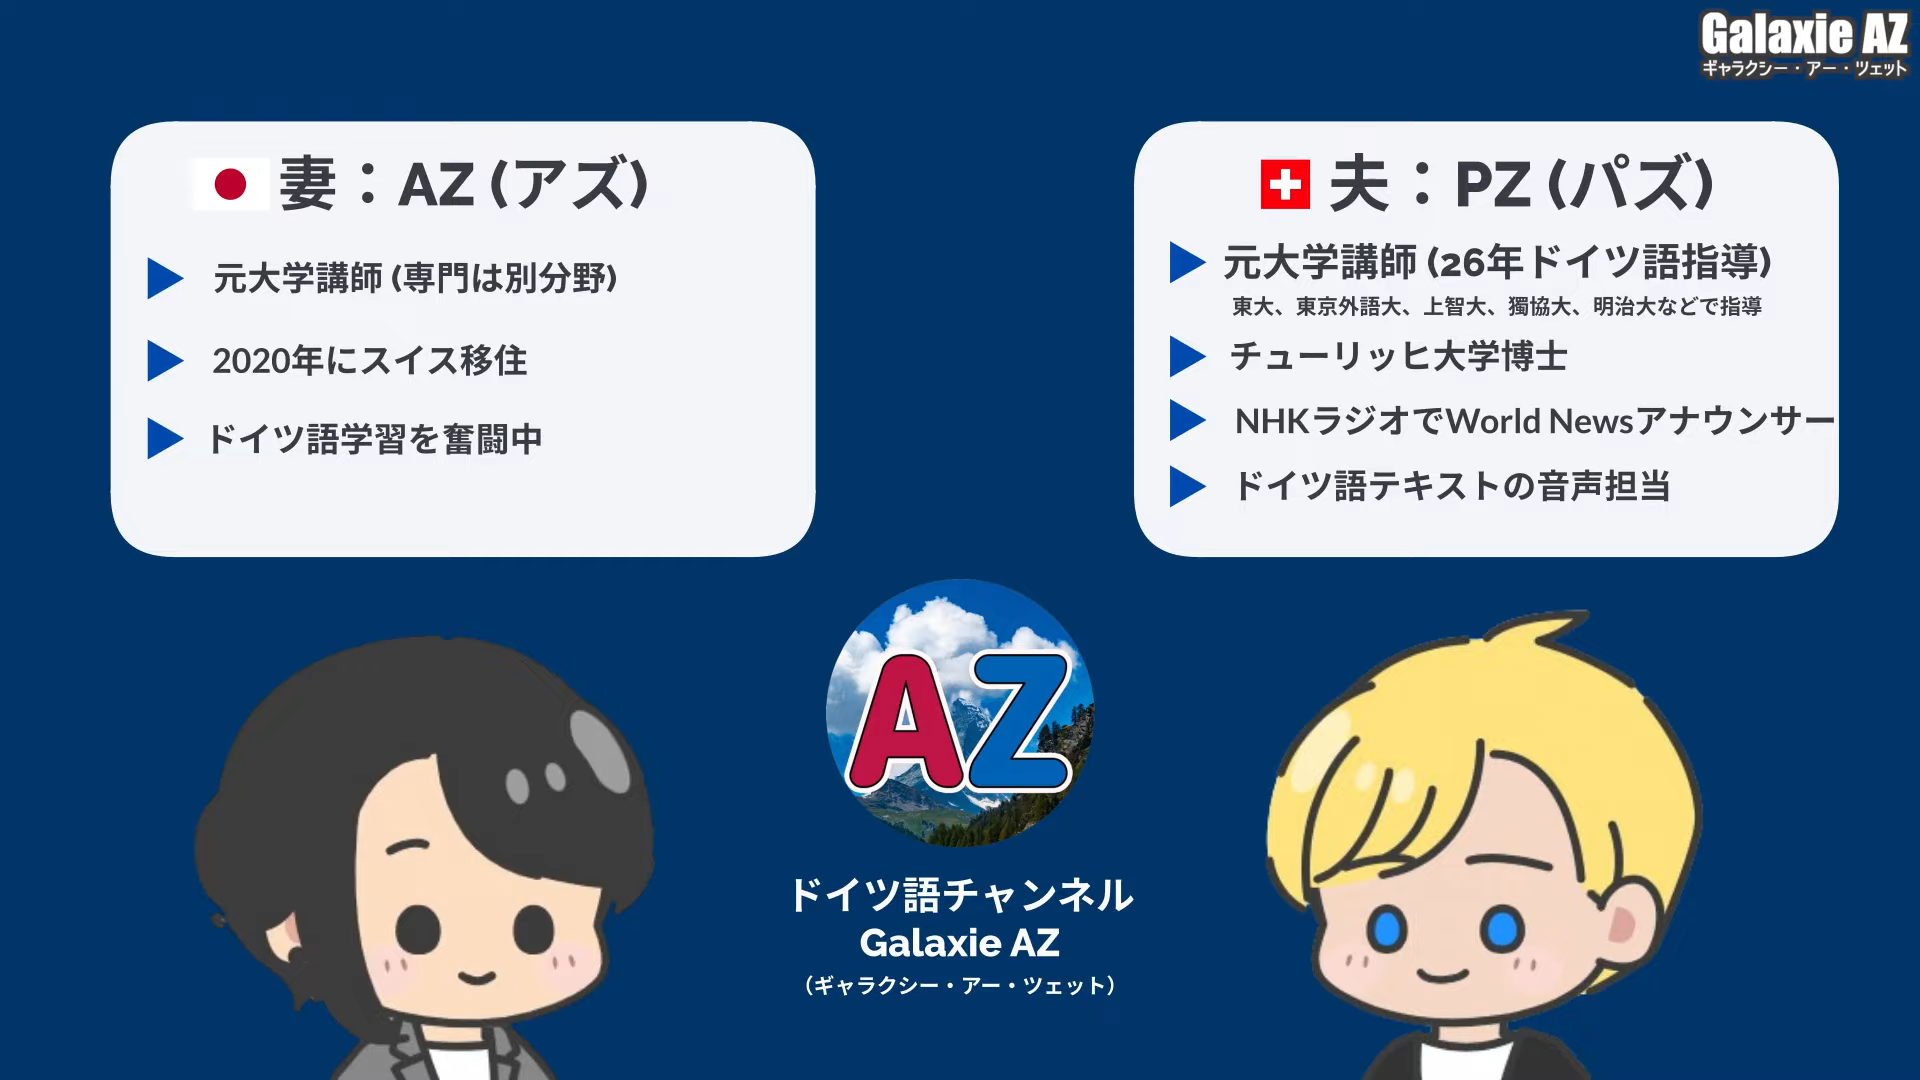 Galaxie AZ
ギャラクシー・アー・ツェット
妻：AZ (アズ)
元大学講師 (専門は別分野)
2020年にスイス移住
ドイツ語学習を奮闘中
夫：PZ (パズ)
元大学講師 (26年ドイツ語指導)
東大、東京外語大、上智大、獨協大、明治大などで指導
チューリッヒ大学博士
NHKラジオでWorld Newsアナウンサー
ドイツ語テキストの音声担当
AZ
ドイツ語チャンネル
Galaxie AZ
（ギャラクシー・アー・ツェット）